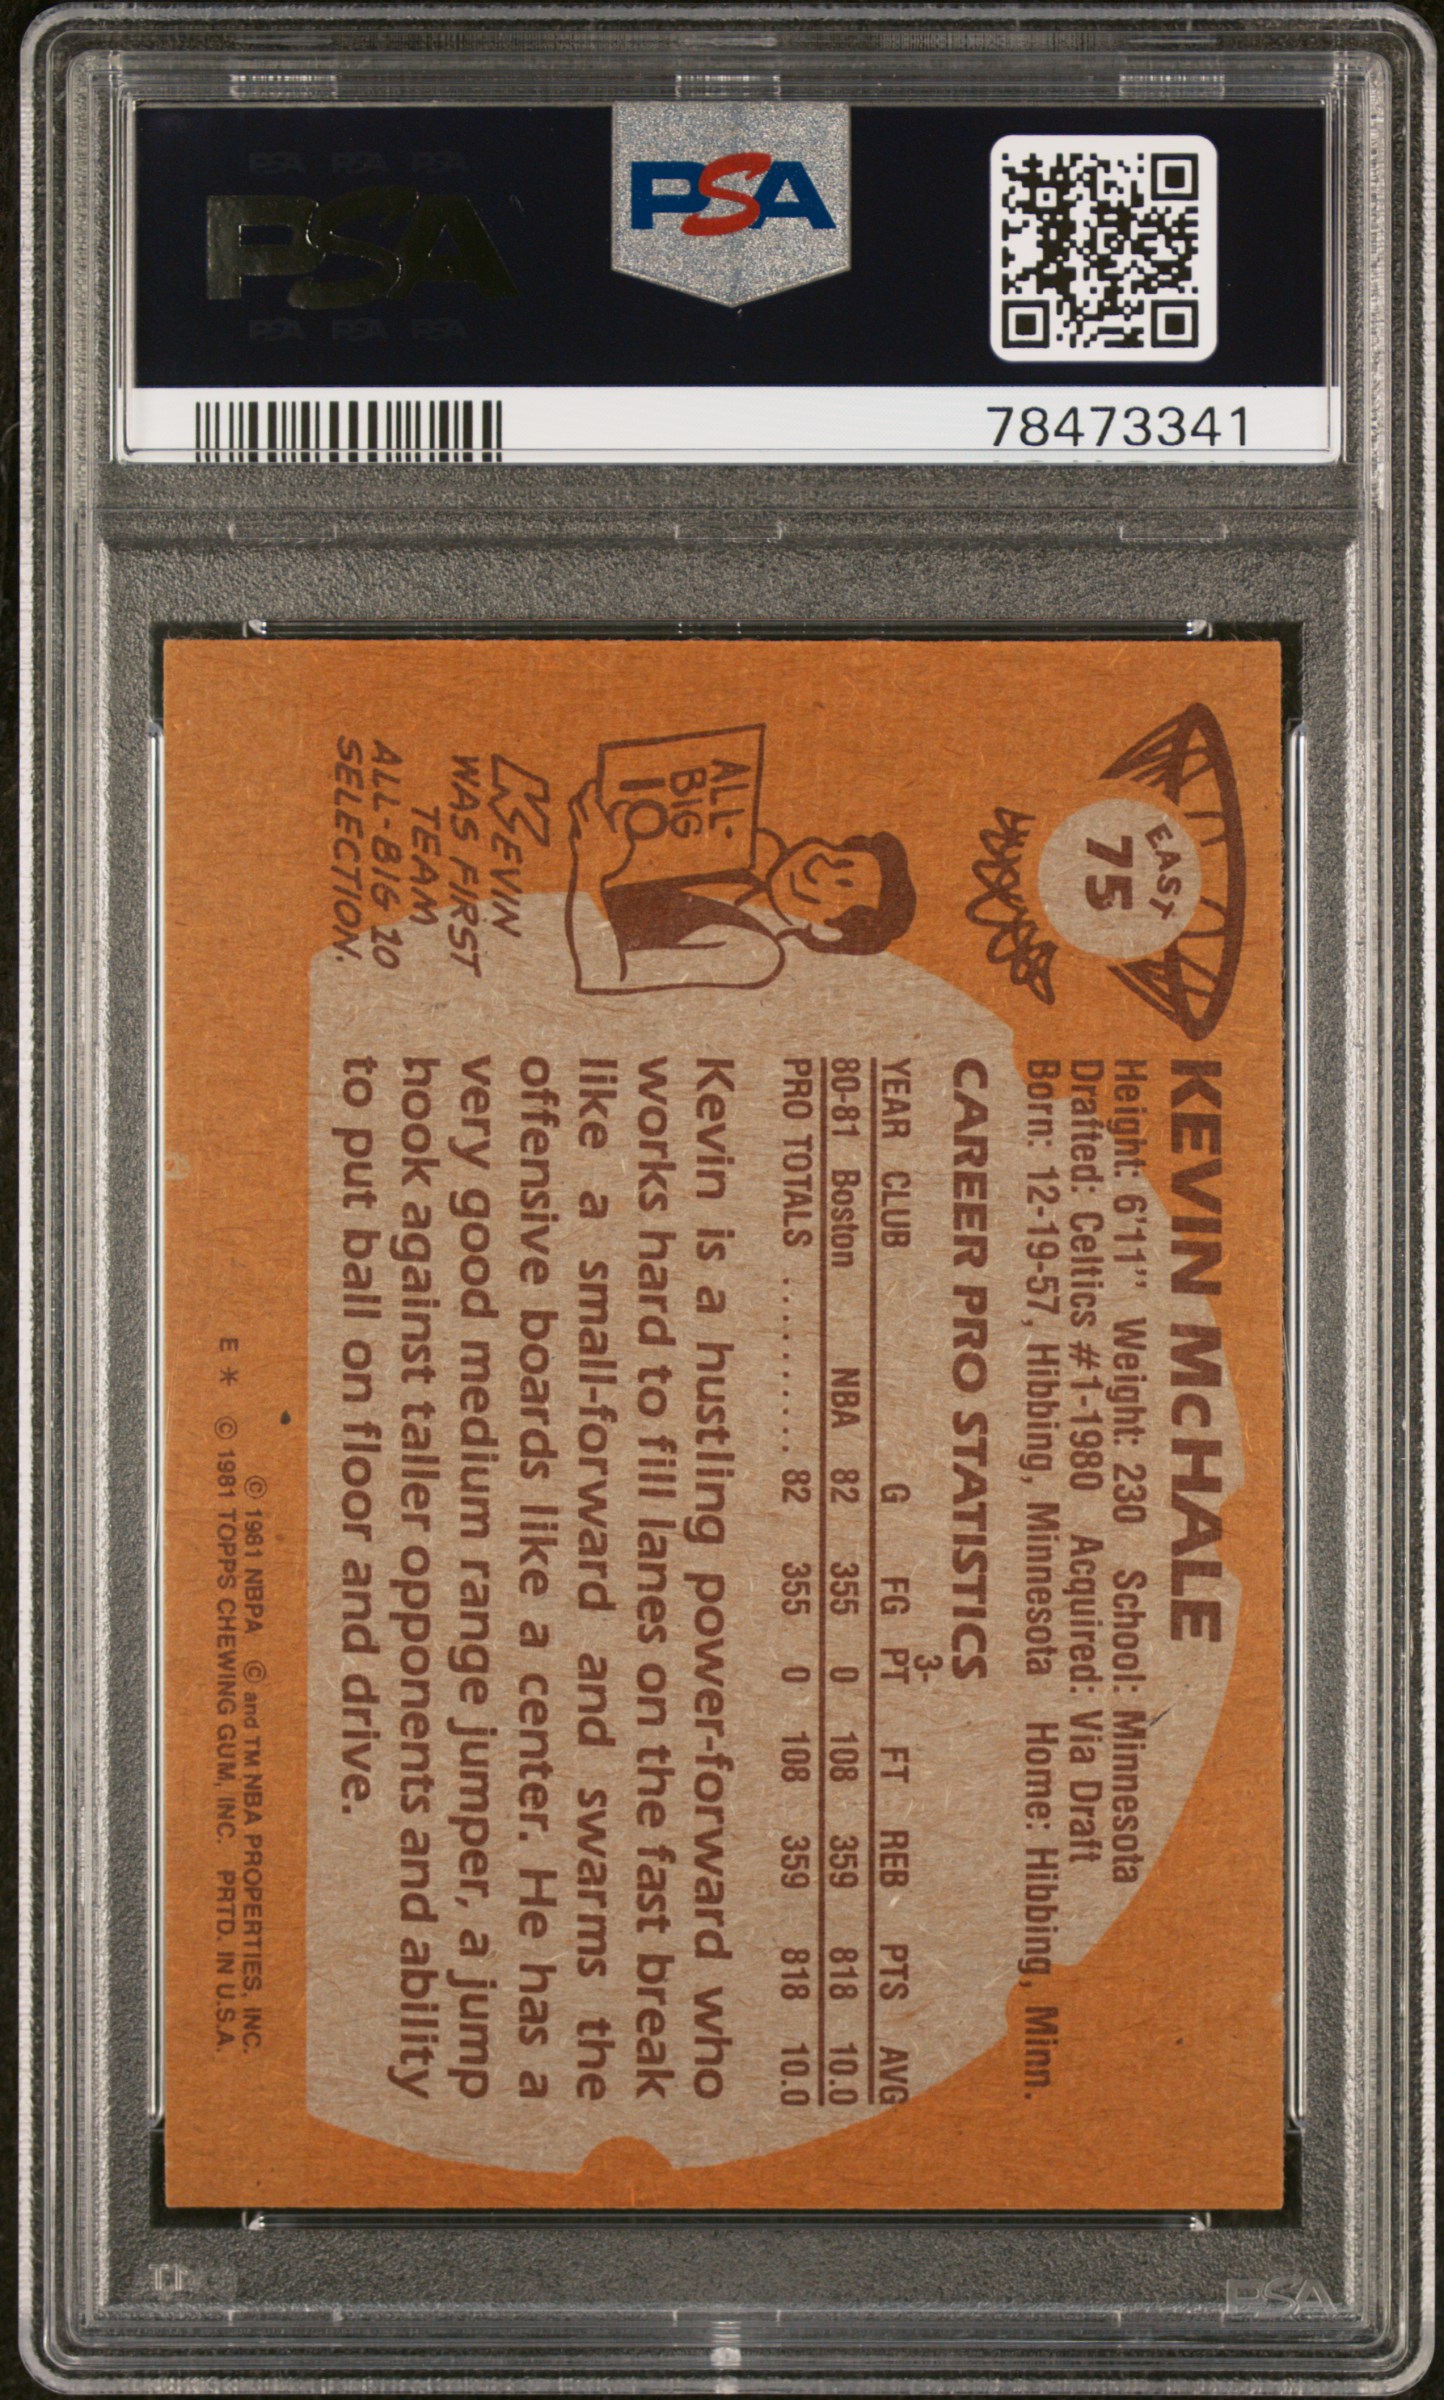 PSA PSA PSA
PSA
PSA PSA PSA
PSA
78473341
EAST
75
KEVIN McHALE
Height: 6'11" Weight: 230 School: Minnesota
Drafted: Celtics #1-1980 Acquired: Via Draft
Born: 12-19-57, Hibbing, Minnesota Home: Hibbing, Minn.
CAREER PRO STATISTICS
YEAR CLUB G FG 3-PT FT REB PTS AVG
80-81 Boston NBA 82 355 0 108 359 818 10.0
PRO TOTALS .......... 82 355 0 108 359 818 10.0
ALL-
BIG
10
KEVIN
WAS FIRST
TEAM
ALL-BIG 10
SELECTION.
Kevin is a hustling power-forward who
works hard to fill lanes on the fast break
like a small-forward and swarms the
offensive boards like a center. He has a
very good medium range jumper, a jump
hook against taller opponents and ability
to put ball on floor and drive.
© 1981 NBPA © and TM NBA PROPERTIES, INC.
E * © 1981 TOPPS CHEWING GUM, INC. PRTD. IN U.S.A.
PSA